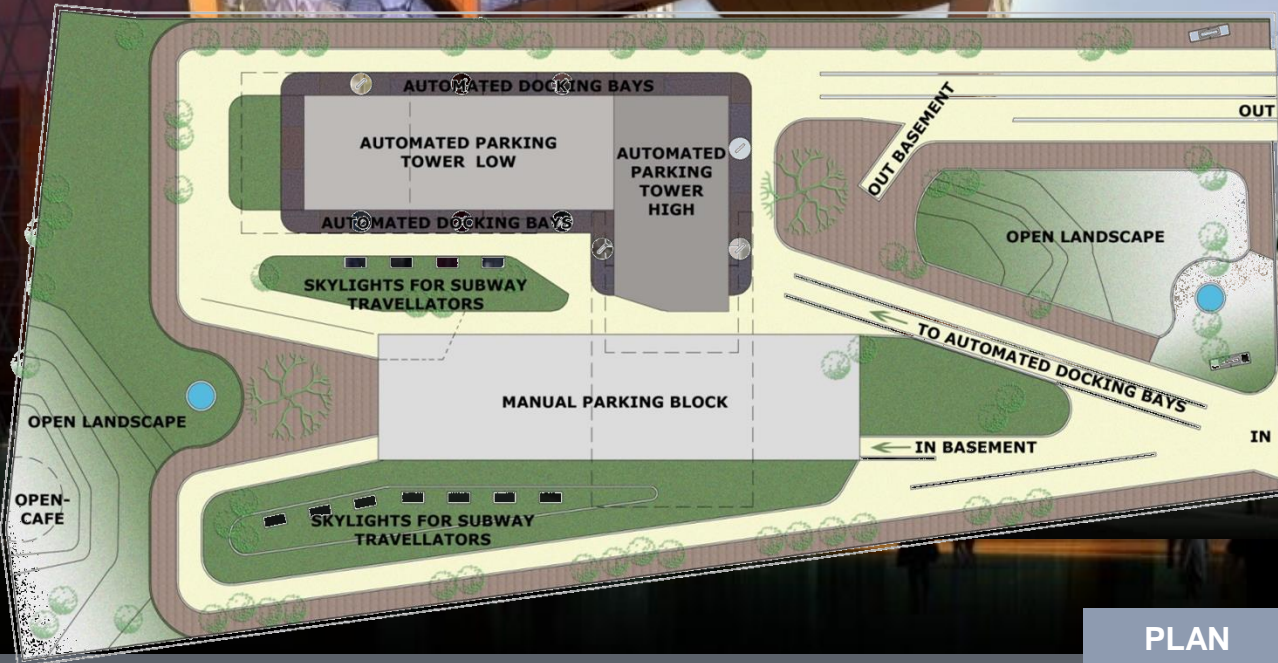 AUTOMATED DOCKING BAYS
OUT BASEMENT
OUT
AUTOMATED PARKING
TOWER LOW
AUTOMATED
PARKING
TOWER
HIGH
AUTOMATED DOCKING BAYS
OPEN LANDSCAPE
SKYLIGHTS FOR SUBWAY
TRAVELLATORS
TO AUTOMATED DOCKING BAYS
MANUAL PARKING BLOCK
OPEN LANDSCAPE
IN
IN BASEMENT
OPEN-
CAFE
SKYLIGHTS FOR SUBWAY
TRAVELLATORS
PLAN